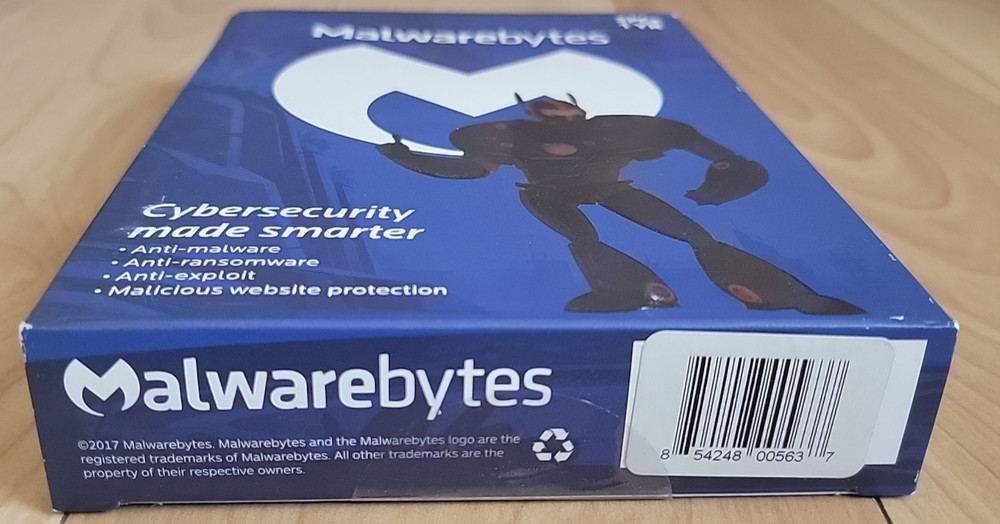 Malwarebytes
1 YR
Cybersecurity
made smarter
• Anti-malware
• Anti-ransomware
• Anti-exploit
• Malicious website protection
Malwarebytes
©2017 Malwarebytes. Malwarebytes and the Malwarebytes logo are the
registered trademarks of Malwarebytes. All other trademarks are the
property of their respective owners.
8 54248 00563 7